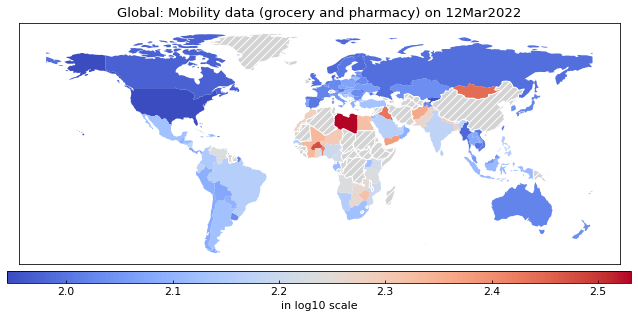 Global: Mobility data (grocery and pharmacy) on 12Mar2022
2.0 2.1 2.2 2.3 2.4 2.5
in log10 scale